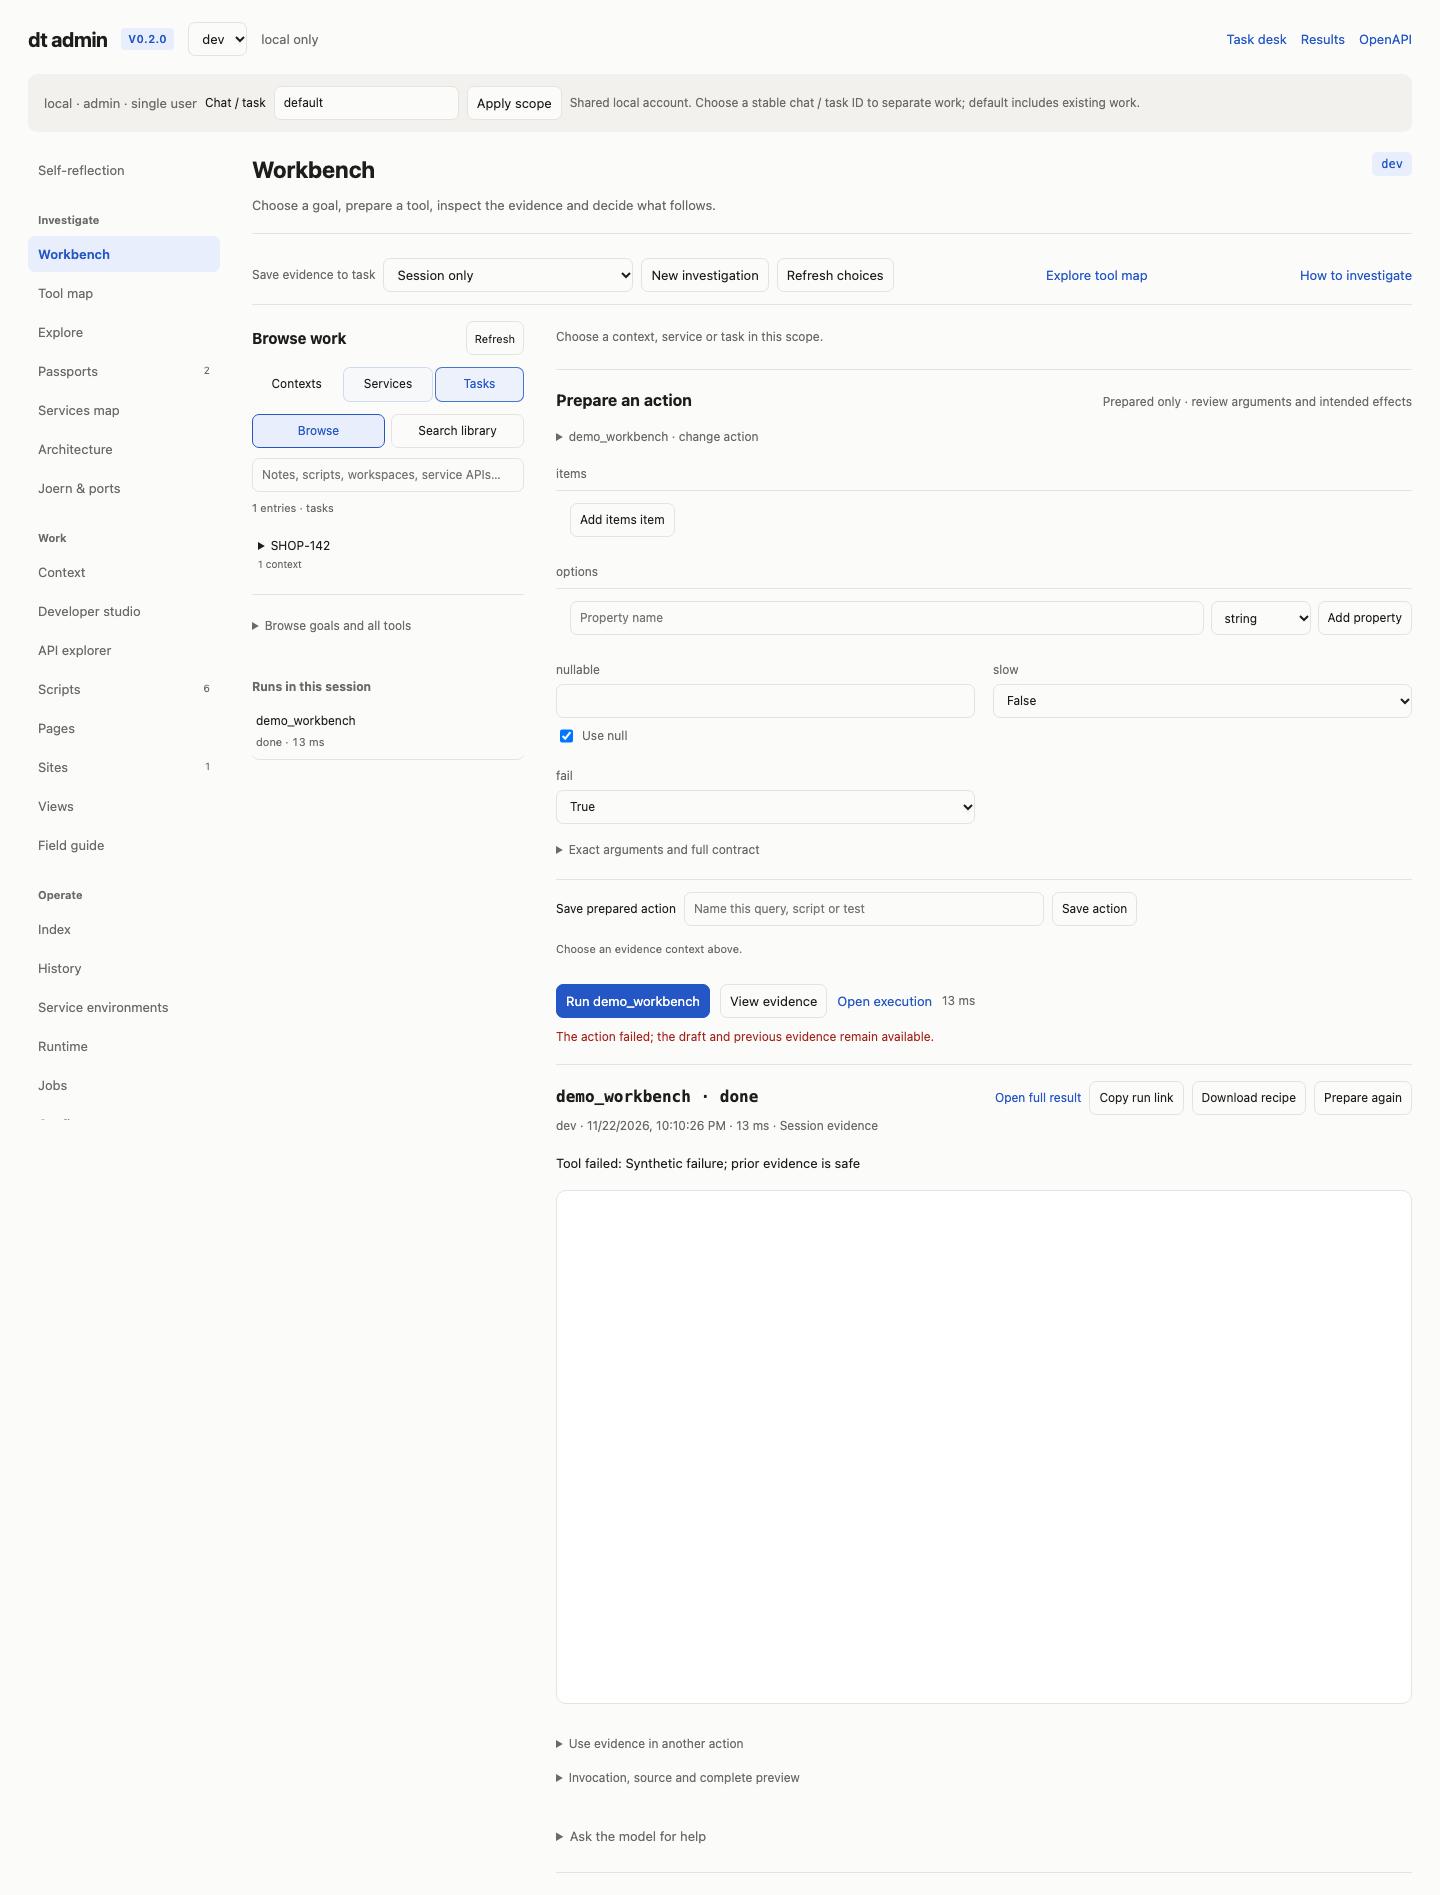 dt admin V0.2.0 dev local only Task desk Results OpenAPI
local · admin · single user Chat / task default Apply scope Shared local account. Choose a stable chat / task ID to separate work; default includes existing work.
Self-reflection
Investigate
Workbench
Tool map
Explore
Passports 2
Services map
Architecture
Joern & ports
Work
Context
Developer studio
API explorer
Scripts 6
Pages
Sites 1
Views
Field guide
Operate
Index
History
Service environments
Runtime
Jobs
Workbench dev
Choose a goal, prepare a tool, inspect the evidence and decide what follows.
Save evidence to task Session only New investigation Refresh choices Explore tool map How to investigate
Browse work Refresh
Contexts Services Tasks
Browse Search library
Notes, scripts, workspaces, service APIs...
1 entries · tasks
SHOP-142
1 context
Browse goals and all tools
Runs in this session
demo_workbench
done · 13 ms
Choose a context, service or task in this scope.
Prepare an action Prepared only · review arguments and intended effects
demo_workbench · change action
items
Add items item
options
Property name string Add property
nullable slow
False
Use null
fail
True
Exact arguments and full contract
Save prepared action Name this query, script or test Save action
Choose an evidence context above.
Run demo_workbench View evidence Open execution 13 ms
The action failed; the draft and previous evidence remain available.
demo_workbench · done Open full result Copy run link Download recipe Prepare again
dev · 11/22/2026, 10:10:26 PM · 13 ms · Session evidence
Tool failed: Synthetic failure; prior evidence is safe
Use evidence in another action
Invocation, source and complete preview
Ask the model for help